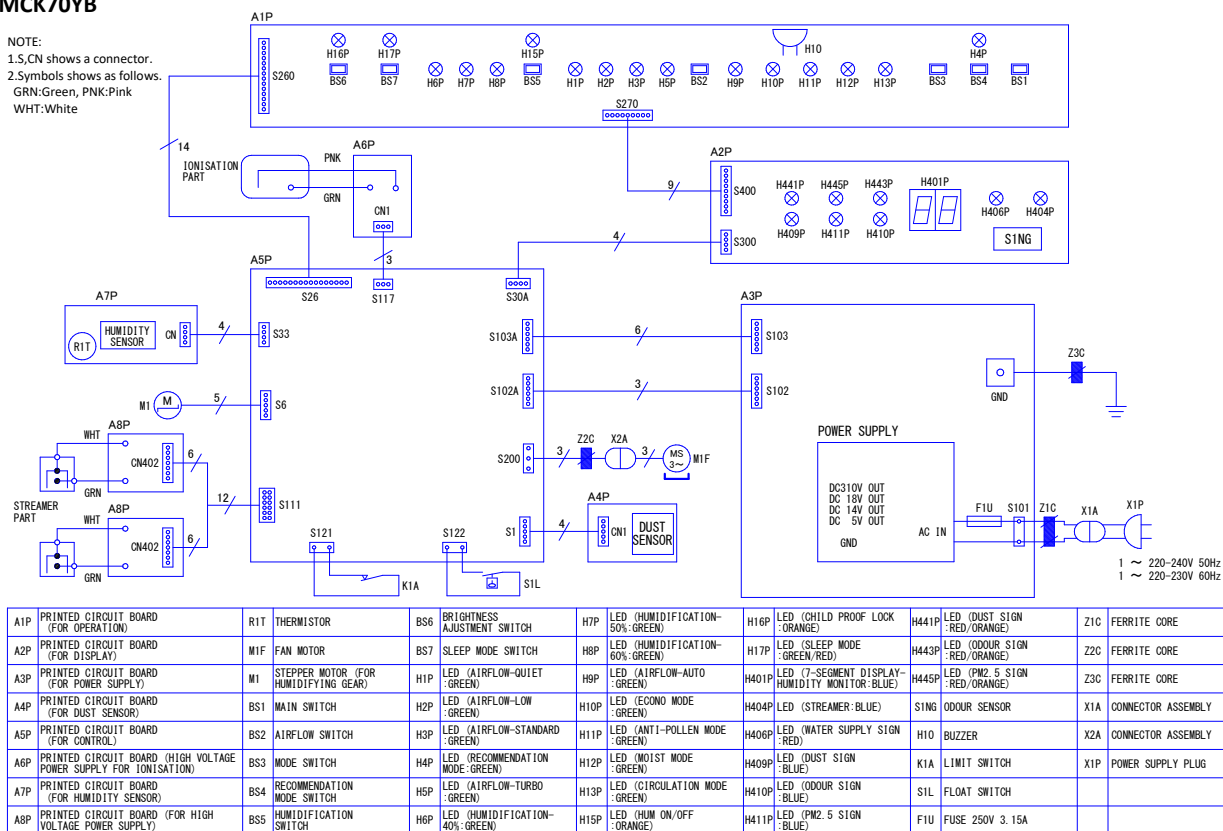 MCK70YB
NOTE:
1.S,CN shows a connector.
2.Symbols shows as follows.
GRN:Green, PNK:Pink
WHT:White
A1P
S260
H16P H17P H15P H10 H4P
BS6 BS7 H6P H7P H8P BS5 H1P H2P H3P H5P BS2 H9P H10P H11P H12P H13P BS3 BS4 BS1
S270
14
IONISATION
PART
PNK
GRN
A6P
CN1
3
9
A2P
S400
S300
H441P H445P H443P H401P
H409P H411P H410P
H406P H404P
S1NG
4
A5P
S26
S117
S30A
A7P
R1T
HUMIDITY
SENSOR
CN
4
S33
S103A
6
S103
A3P
S102A
3
S102
GND
Z3C
M1
M
5
S6
A8P
WHT
CN402
6
GRN
STREAMER
PART
12
S111
A8P
WHT
CN402
6
GRN
S200
3
Z2C
X2A
3
MS
3~
M1F
S1
4
A4P
CN1
DUST
SENSOR
S121
K1A
S122
S1L
POWER SUPPLY
DC310V OUT
DC 18V OUT
DC 14V OUT
DC 5V OUT
GND
AC IN
F1U
S101
Z1C
X1A
X1P
1 ~ 220-240V 50Hz
1 ~ 220-230V 60Hz
A1P PRINTED CIRCUIT BOARD (FOR OPERATION) R1T THERMISTOR BS6 BRIGHTNESS AJUSTMENT SWITCH H7P LED (HUMIDIFICATION-50%:GREEN) H16P LED (CHILD PROOF LOCK :ORANGE) H441P LED (DUST SIGN :RED/ORANGE) Z1C FERRITE CORE
A2P PRINTED CIRCUIT BOARD (FOR DISPLAY) M1F FAN MOTOR BS7 SLEEP MODE SWITCH H8P LED (HUMIDIFICATION-60%:GREEN) H17P LED (SLEEP MODE :GREEN/RED) H443P LED (ODOUR SIGN :RED/ORANGE) Z2C FERRITE CORE
A3P PRINTED CIRCUIT BOARD (FOR POWER SUPPLY) M1 STEPPER MOTOR (FOR HUMIDIFYING GEAR) H1P LED (AIRFLOW-QUIET :GREEN) H9P LED (AIRFLOW-AUTO :GREEN) H401P LED (7-SEGMENT DISPLAY-HUMIDITY MONITOR:BLUE) H445P LED (PM2.5 SIGN :RED/ORANGE) Z3C FERRITE CORE
A4P PRINTED CIRCUIT BOARD (FOR DUST SENSOR) BS1 MAIN SWITCH H2P LED (AIRFLOW-LOW :GREEN) H10P LED (ECONO MODE :GREEN) H404P LED (STREAMER:BLUE) S1NG ODOUR SENSOR X1A CONNECTOR ASSEMBLY
A5P PRINTED CIRCUIT BOARD (FOR CONTROL) BS2 AIRFLOW SWITCH H3P LED (AIRFLOW-STANDARD :GREEN) H11P LED (ANTI-POLLEN MODE :GREEN) H406P LED (WATER SUPPLY SIGN :RED) H10 BUZZER X2A CONNECTOR ASSEMBLY
A6P PRINTED CIRCUIT BOARD (HIGH VOLTAGE POWER SUPPLY FOR IONISATION) BS3 MODE SWITCH H4P LED (RECOMMENDATION MODE:GREEN) H12P LED (MOIST MODE :GREEN) H409P LED (DUST SIGN :BLUE) K1A LIMIT SWITCH X1P POWER SUPPLY PLUG
A7P PRINTED CIRCUIT BOARD (FOR HUMIDITY SENSOR) BS4 RECOMMENDATION MODE SWITCH H5P LED (AIRFLOW-TURBO :GREEN) H13P LED (CIRCULATION MODE :GREEN) H410P LED (ODOUR SIGN :BLUE) S1L FLOAT SWITCH
A8P PRINTED CIRCUIT BOARD (FOR HIGH VOLTAGE POWER SUPPLY) BS5 HUMIDIFICATION SWITCH H6P LED (HUMIDIFICATION-40%:GREEN) H15P LED (HUM ON/OFF :ORANGE) H411P LED (PM2.5 SIGN :BLUE) F1U FUSE 250V 3.15A